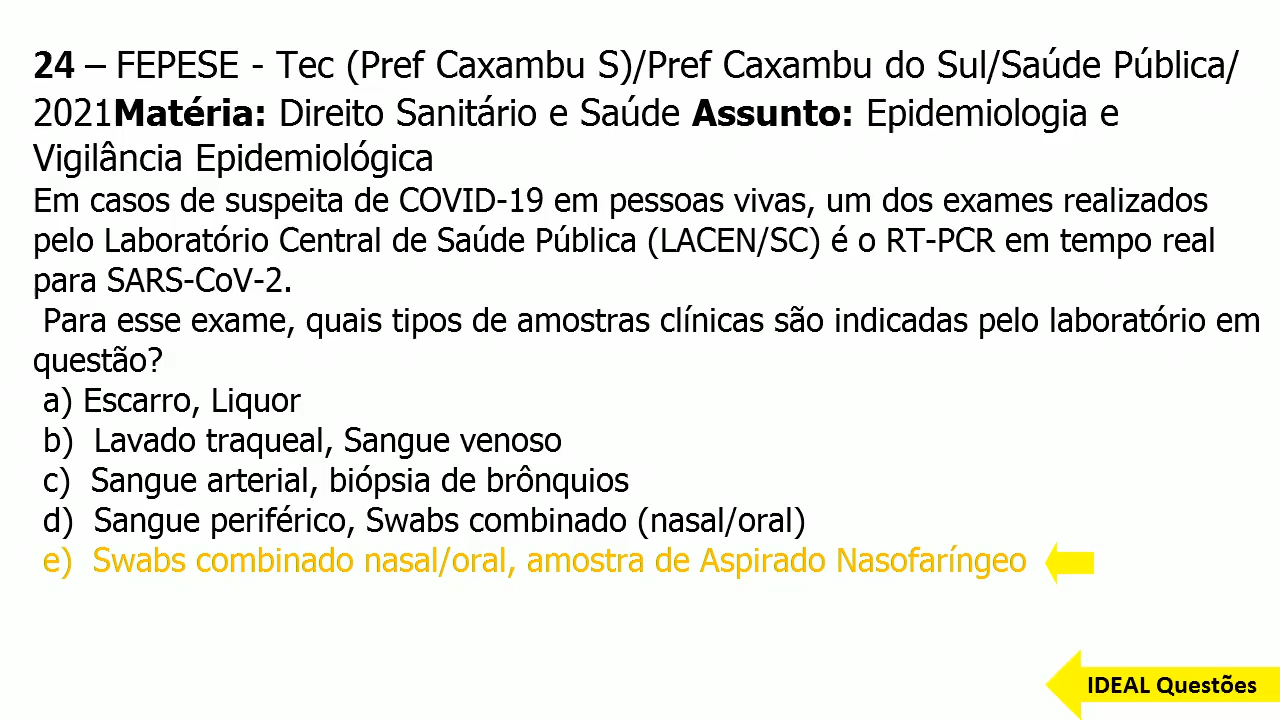 24 – FEPESE - Tec (Pref Caxambu S)/Pref Caxambu do Sul/Saúde Pública/
2021Matéria: Direito Sanitário e Saúde Assunto: Epidemiologia e
Vigilância Epidemiológica
Em casos de suspeita de COVID-19 em pessoas vivas, um dos exames realizados
pelo Laboratório Central de Saúde Pública (LACEN/SC) é o RT-PCR em tempo real
para SARS-CoV-2.
Para esse exame, quais tipos de amostras clínicas são indicadas pelo laboratório em
questão?
a) Escarro, Liquor
b) Lavado traqueal, Sangue venoso
c) Sangue arterial, biópsia de brônquios
d) Sangue periférico, Swabs combinado (nasal/oral)
e) Swabs combinado nasal/oral, amostra de Aspirado Nasofaríngeo
IDEAL Questões